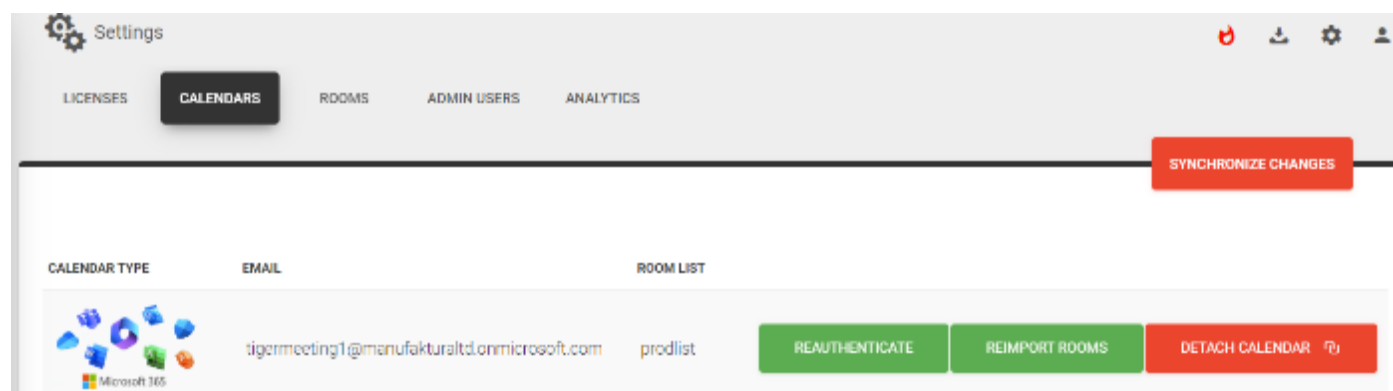 Settings
LICENSES CALENDARS ROOMS ADMIN USERS ANALYTICS
SYNCHRONIZE CHANGES
CALENDAR TYPE EMAIL ROOM LIST
tigermeeting1@manufakturaltd.onmicrosoft.com prodlist REAUTHENTICATE REIMPORT ROOMS DETACH CALENDAR
Microsoft 365